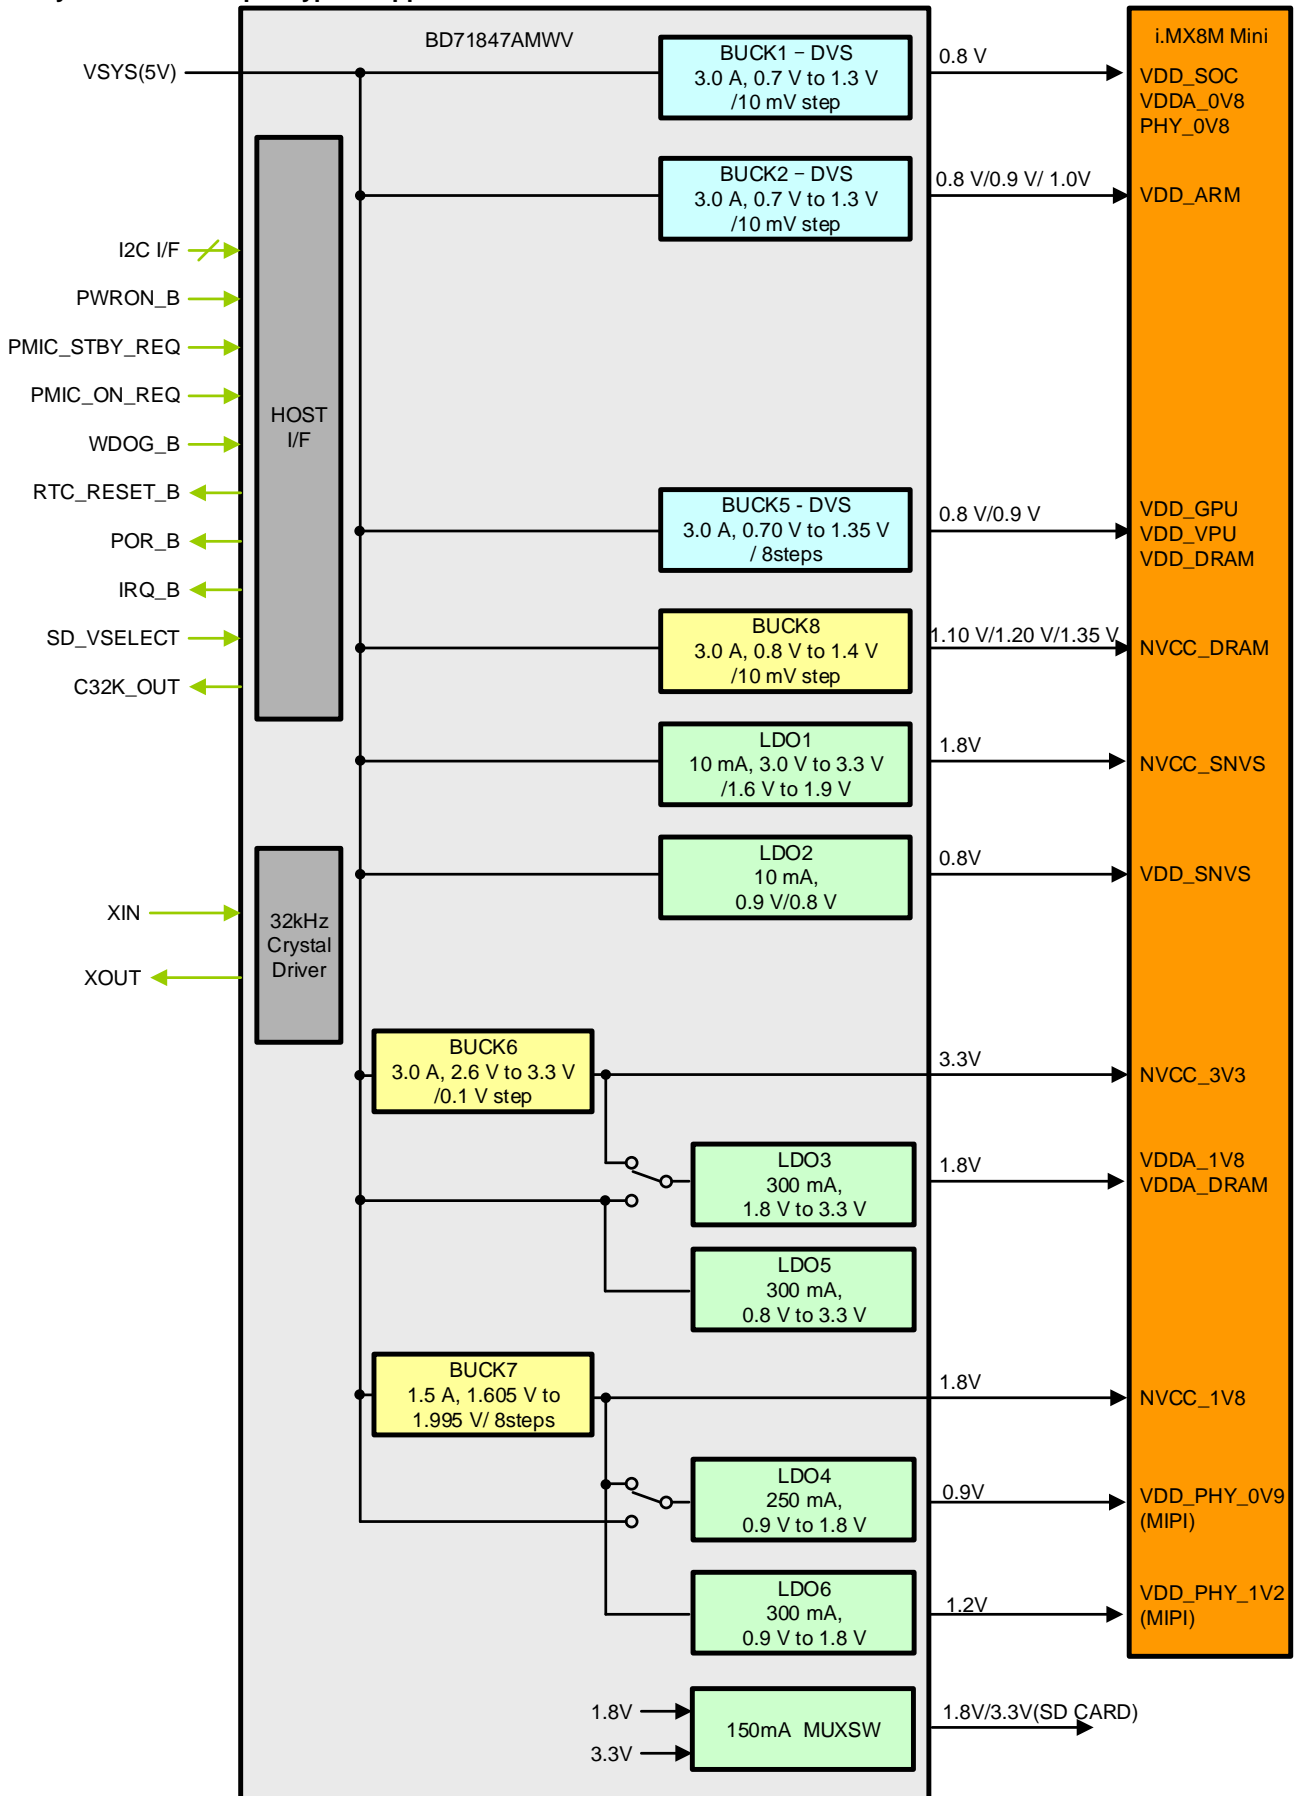 BD71847AMWV
i.MX8M Mini
VSYS(5V)
BUCK1 – DVS
3.0 A, 0.7 V to 1.3 V
/10 mV step
0.8 V
VDD_SOC
VDDA_0V8
PHY_0V8
BUCK2 – DVS
3.0 A, 0.7 V to 1.3 V
/10 mV step
0.8 V/0.9 V/ 1.0V
VDD_ARM
I2C I/F
PWRON_B
PMIC_STBY_REQ
PMIC_ON_REQ
WDOG_B
RTC_RESET_B
POR_B
IRQ_B
SD_VSELECT
C32K_OUT
HOST
I/F
BUCK5 - DVS
3.0 A, 0.70 V to 1.35 V
/ 8steps
0.8 V/0.9 V
VDD_GPU
VDD_VPU
VDD_DRAM
BUCK8
3.0 A, 0.8 V to 1.4 V
/10 mV step
1.10 V/1.20 V/1.35 V
NVCC_DRAM
LDO1
10 mA, 3.0 V to 3.3 V
/1.6 V to 1.9 V
1.8V
NVCC_SNVS
LDO2
10 mA,
0.9 V/0.8 V
0.8V
VDD_SNVS
XIN
XOUT
32kHz
Crystal
Driver
BUCK6
3.0 A, 2.6 V to 3.3 V
/0.1 V step
3.3V
NVCC_3V3
LDO3
300 mA,
1.8 V to 3.3 V
1.8V
VDDA_1V8
VDDA_DRAM
LDO5
300 mA,
0.8 V to 3.3 V
BUCK7
1.5 A, 1.605 V to
1.995 V/ 8steps
1.8V
NVCC_1V8
LDO4
250 mA,
0.9 V to 1.8 V
0.9V
VDD_PHY_0V9
(MIPI)
LDO6
300 mA,
0.9 V to 1.8 V
1.2V
VDD_PHY_1V2
(MIPI)
1.8V
3.3V
150mA MUXSW
1.8V/3.3V(SD CARD)